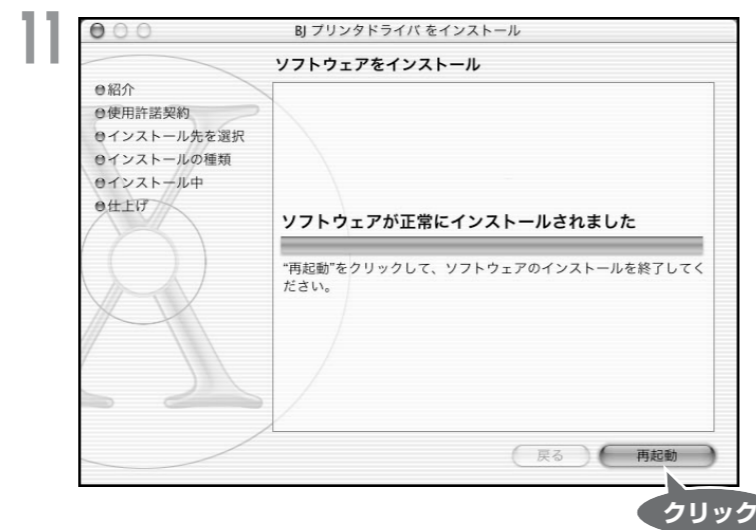 11
BJ プリンタドライバ をインストール
ソフトウェアをインストール
紹介
使用許諾契約
インストール先を選択
インストールの種類
インストール中
仕上げ
ソフトウェアが正常にインストールされました
“再起動”をクリックして、ソフトウェアのインストールを終了してく
ださい。
戻る
再起動
クリック